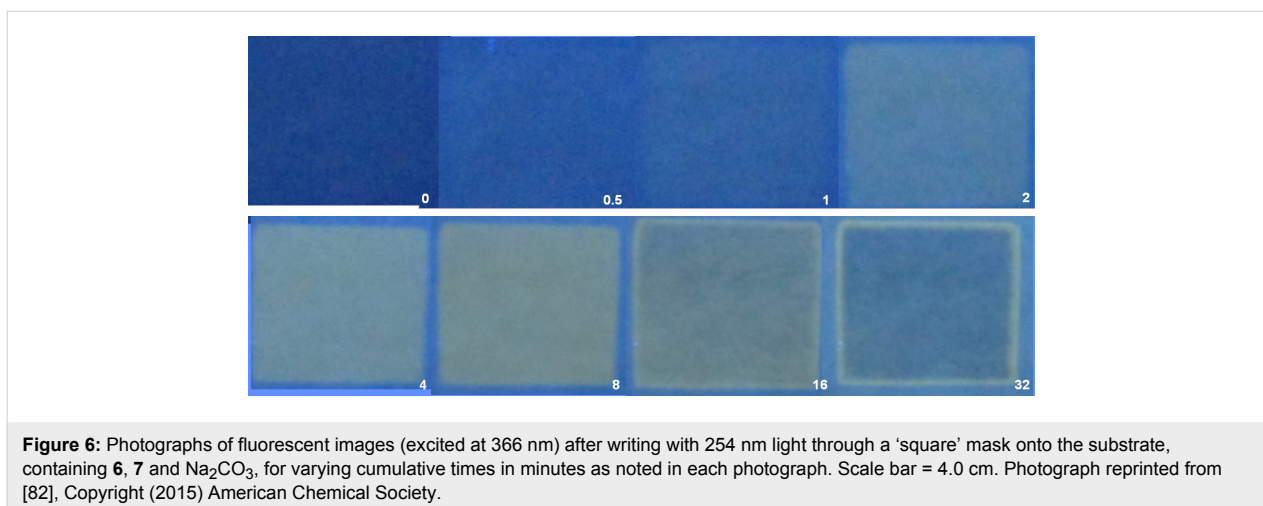 0
0.5
1
2
4
8
16
32
Figure 6: Photographs of fluorescent images (excited at 366 nm) after writing with 254 nm light through a ‘square’ mask onto the substrate,
containing 6, 7 and Na₂CO₃, for varying cumulative times in minutes as noted in each photograph. Scale bar = 4.0 cm. Photograph reprinted from
[82], Copyright (2015) American Chemical Society.